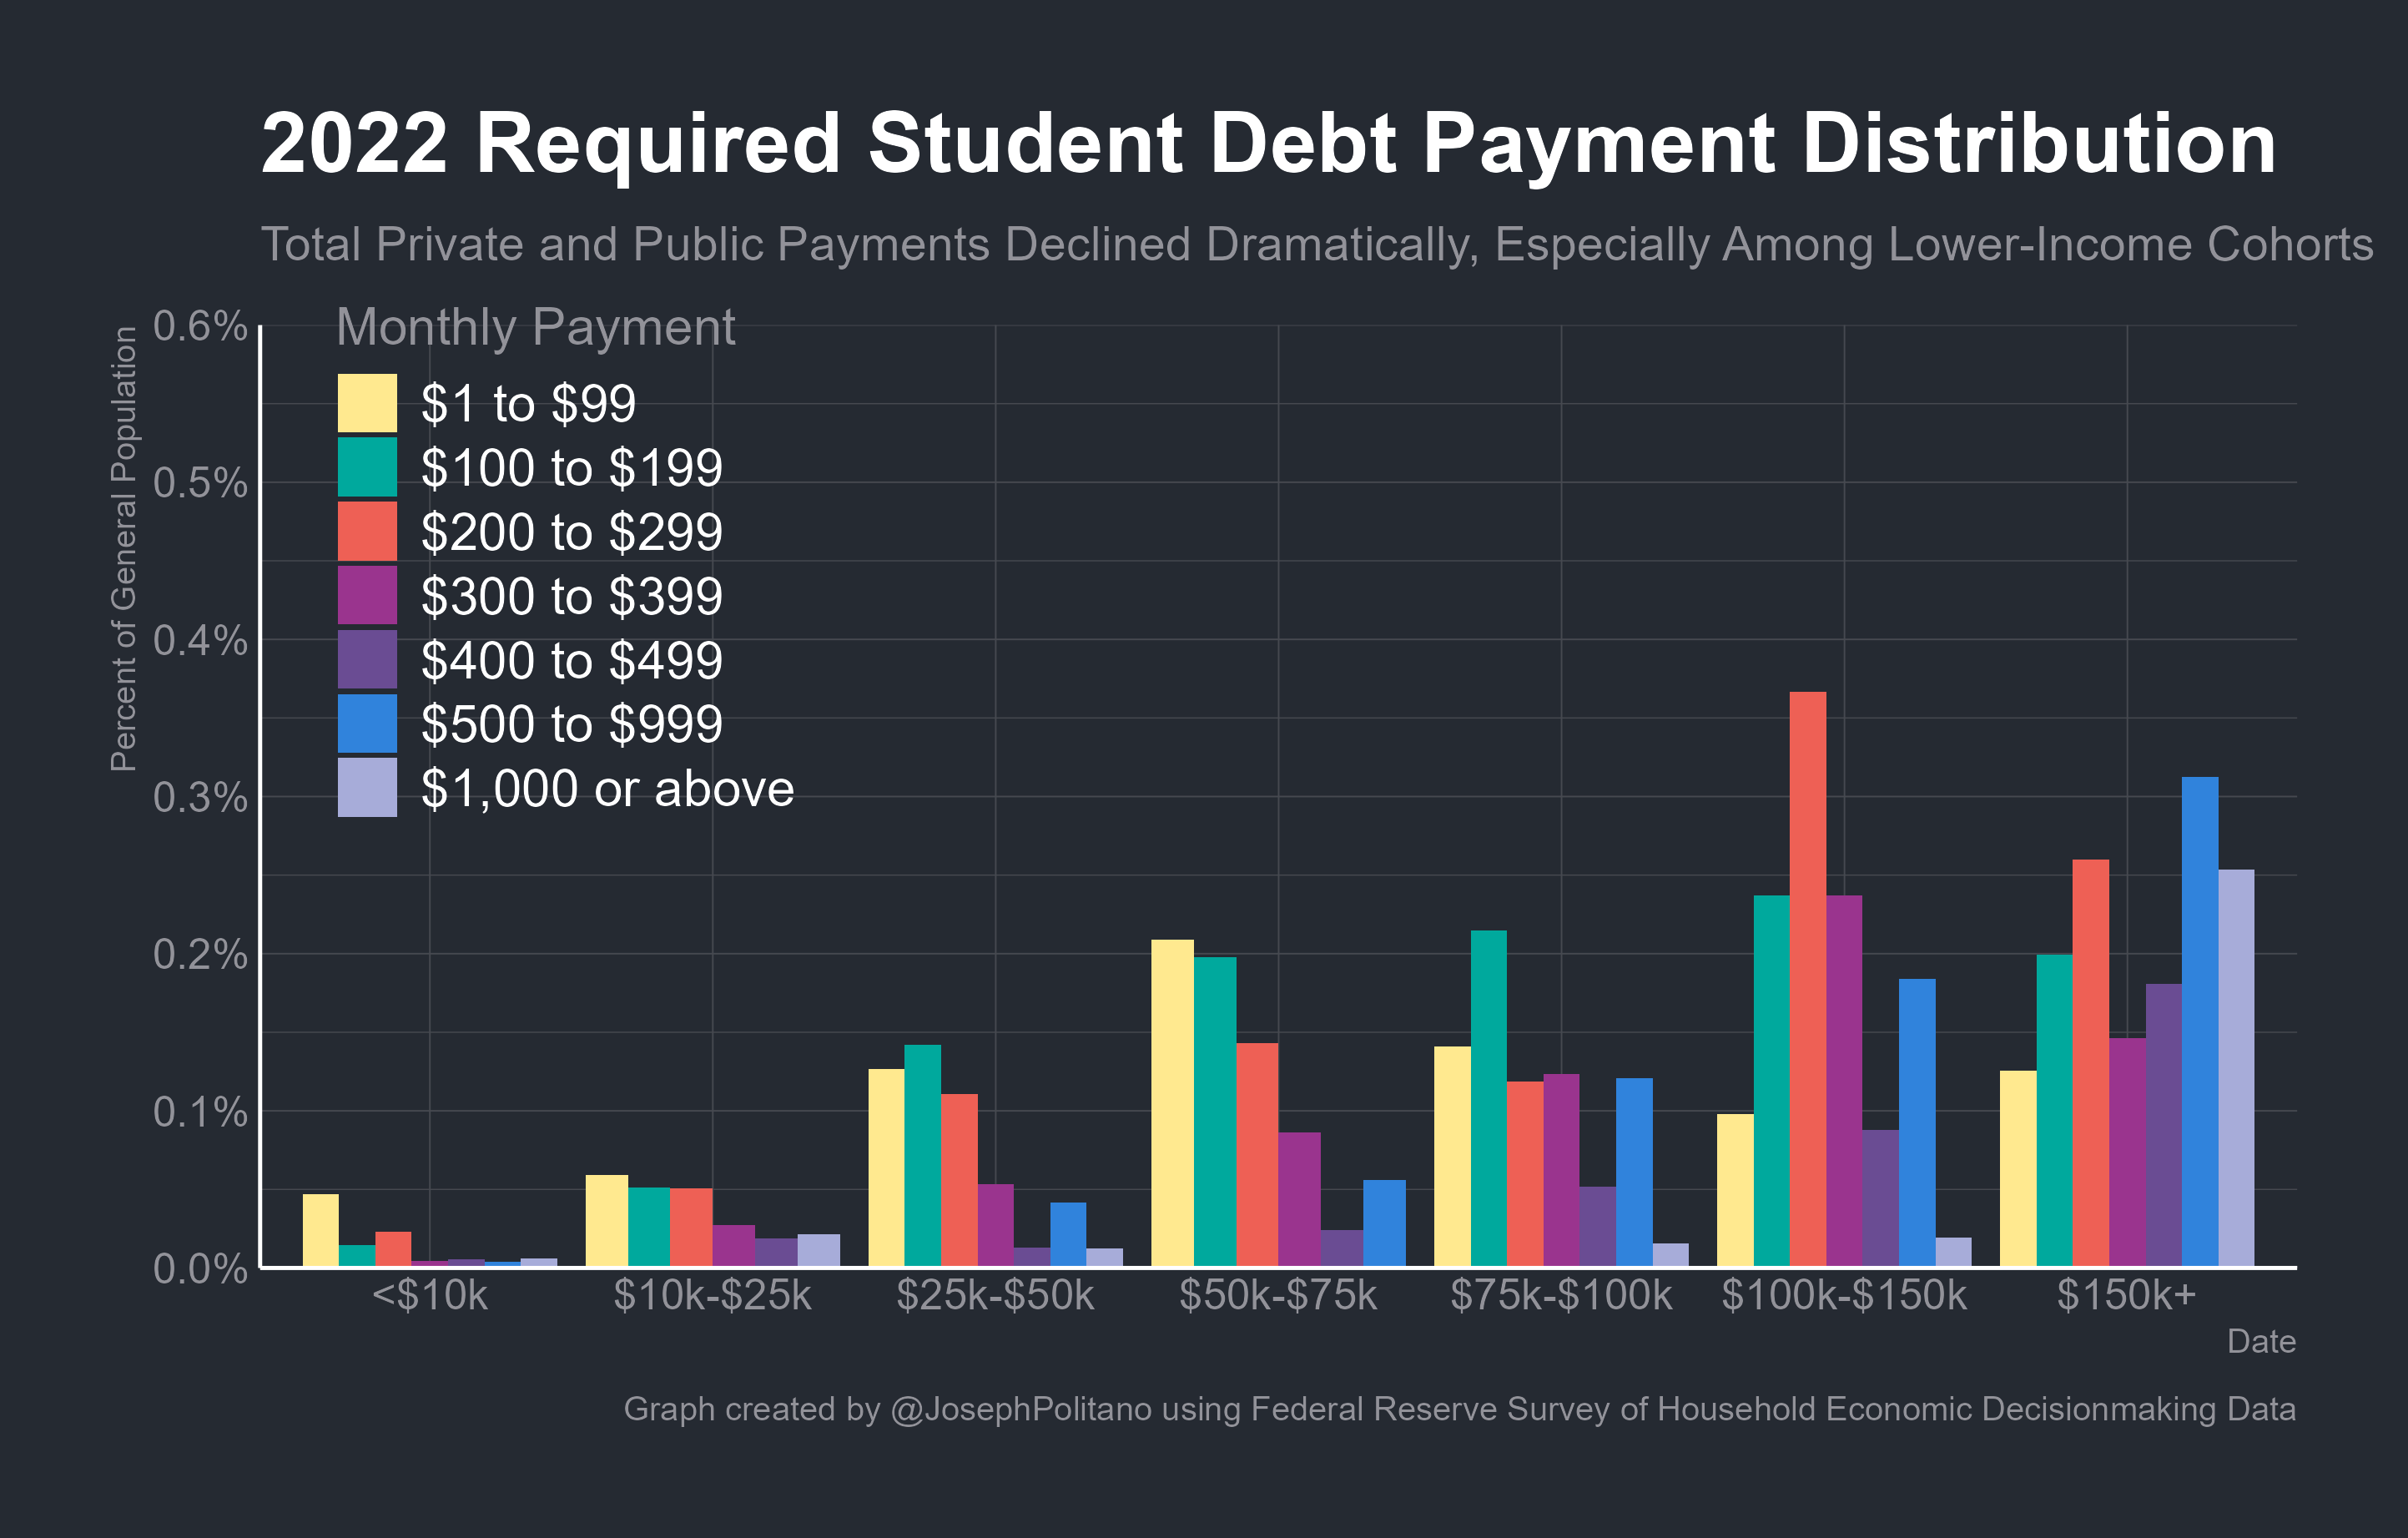 2022 Required Student Debt Payment Distribution
Total Private and Public Payments Declined Dramatically, Especially Among Lower-Income Cohorts
Percent of General Population
0.6%
0.5%
0.4%
0.3%
0.2%
0.1%
0.0%
Monthly Payment
$1 to $99
$100 to $199
$200 to $299
$300 to $399
$400 to $499
$500 to $999
$1,000 or above
<$10k
$10k-$25k
$25k-$50k
$50k-$75k
$75k-$100k
$100k-$150k
$150k+
Date
Graph created by @JosephPolitano using Federal Reserve Survey of Household Economic Decisionmaking Data